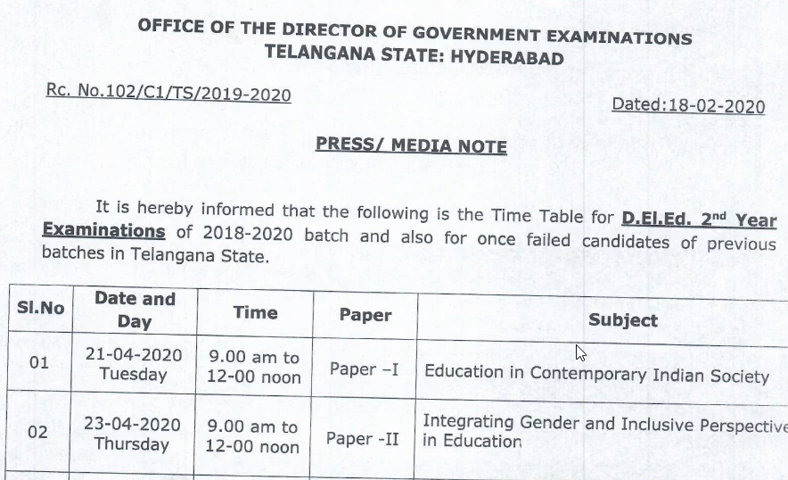 OFFICE OF THE DIRECTOR OF GOVERNMENT EXAMINATIONS
TELANGANA STATE: HYDERABAD
Rc. No.102/C1/TS/2019-2020
Dated:18-02-2020
PRESS/ MEDIA NOTE
It is hereby informed that the following is the Time Table for D.El.Ed. 2nd Year
Examinations of 2018-2020 batch and also for once failed candidates of previous
batches in Telangana State.
Sl.No
Date and
Day
Time
Paper
Subject
01
21-04-2020
Tuesday
9.00 am to
12-00 noon
Paper –I
Education in Contemporary Indian Society
02
23-04-2020
Thursday
9.00 am to
12-00 noon
Paper -II
Integrating Gender and Inclusive Perspective
in Education